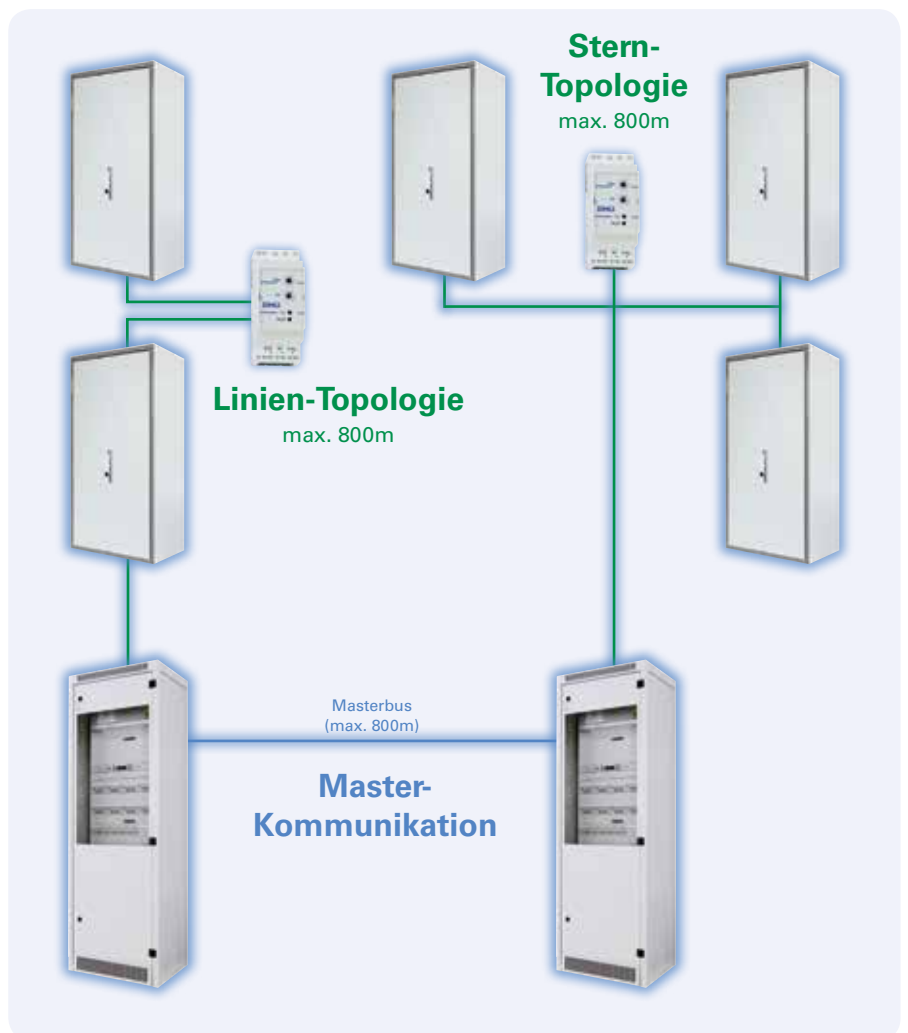 Stern-
Topologie
max. 800m
Linien-Topologie
max. 800m
Masterbus
(max. 800m)
Master-
Kommunikation